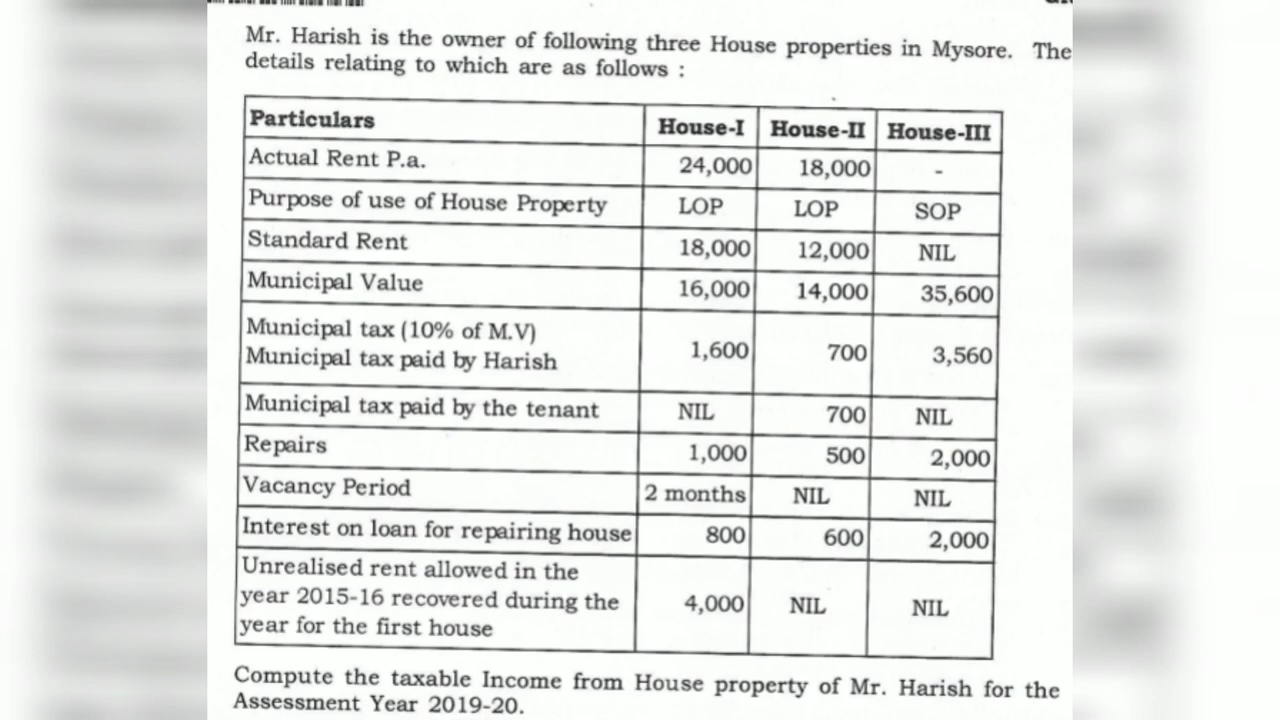 Mr. Harish is the owner of following three House properties in Mysore. The
details relating to which are as follows :
Particulars House-I House-II House-III
Actual Rent P.a. 24,000 18,000 -
Purpose of use of House Property LOP LOP SOP
Standard Rent 18,000 12,000 NIL
Municipal Value 16,000 14,000 35,600
Municipal tax (10% of M.V)
Municipal tax paid by Harish 1,600 700 3,560
Municipal tax paid by the tenant NIL 700 NIL
Repairs 1,000 500 2,000
Vacancy Period 2 months NIL NIL
Interest on loan for repairing house 800 600 2,000
Unrealised rent allowed in the
year 2015-16 recovered during the 4,000 NIL NIL
year for the first house
Compute the taxable Income from House property of Mr. Harish for the
Assessment Year 2019-20.